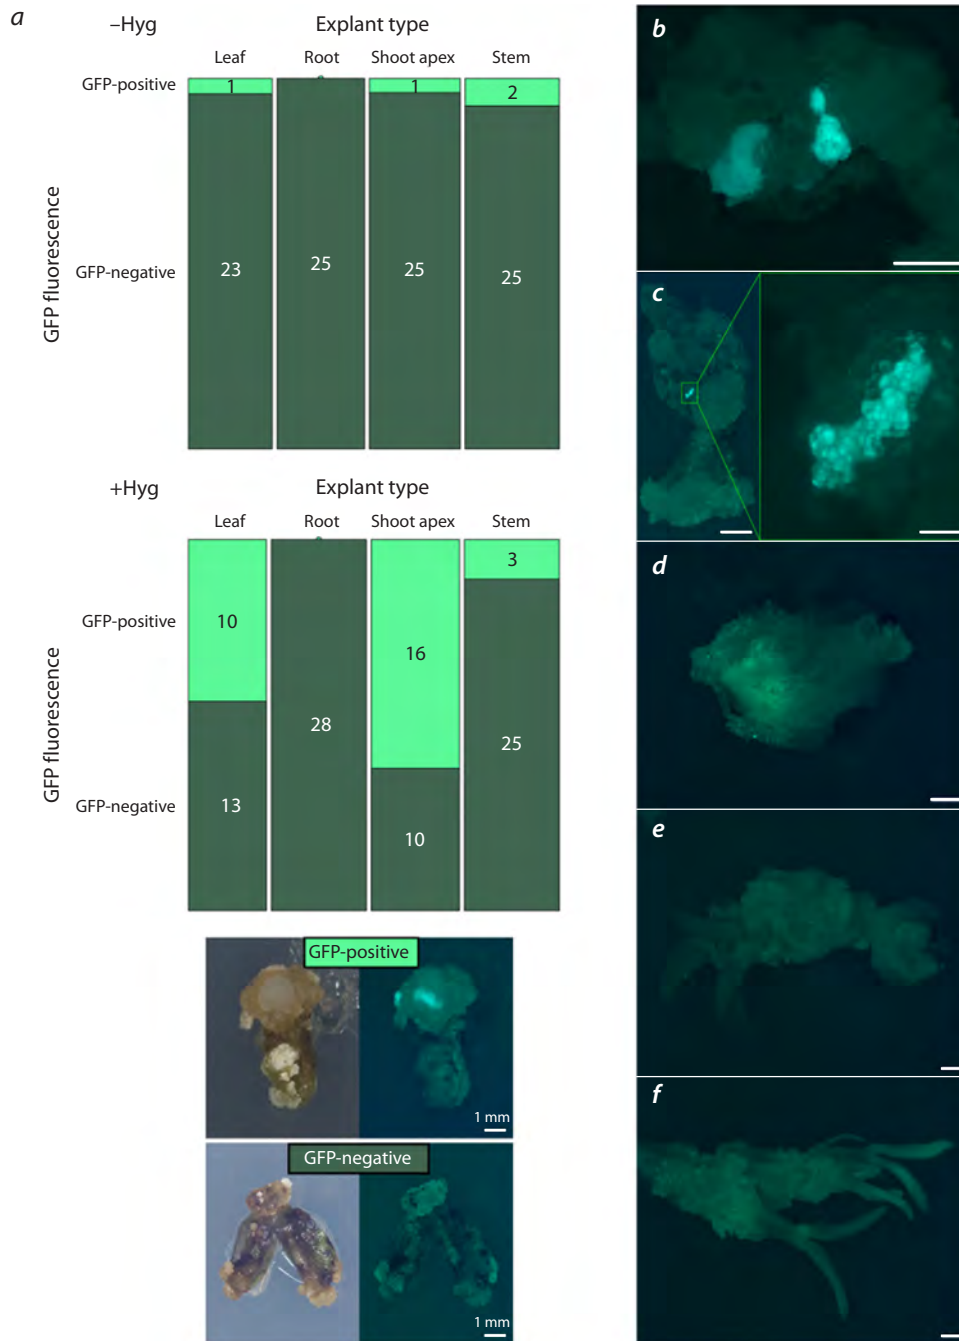 a
–Hyg
Explant type
Leaf
Root
Shoot apex
Stem
GFP-positive
1
1
2
GFP fluorescence
GFP-negative
23
25
25
25
+Hyg
Explant type
Leaf
Root
Shoot apex
Stem
GFP-positive
10
16
3
GFP fluorescence
GFP-negative
13
28
10
25
GFP-positive
1 mm
GFP-negative
1 mm
b
c
d
e
f